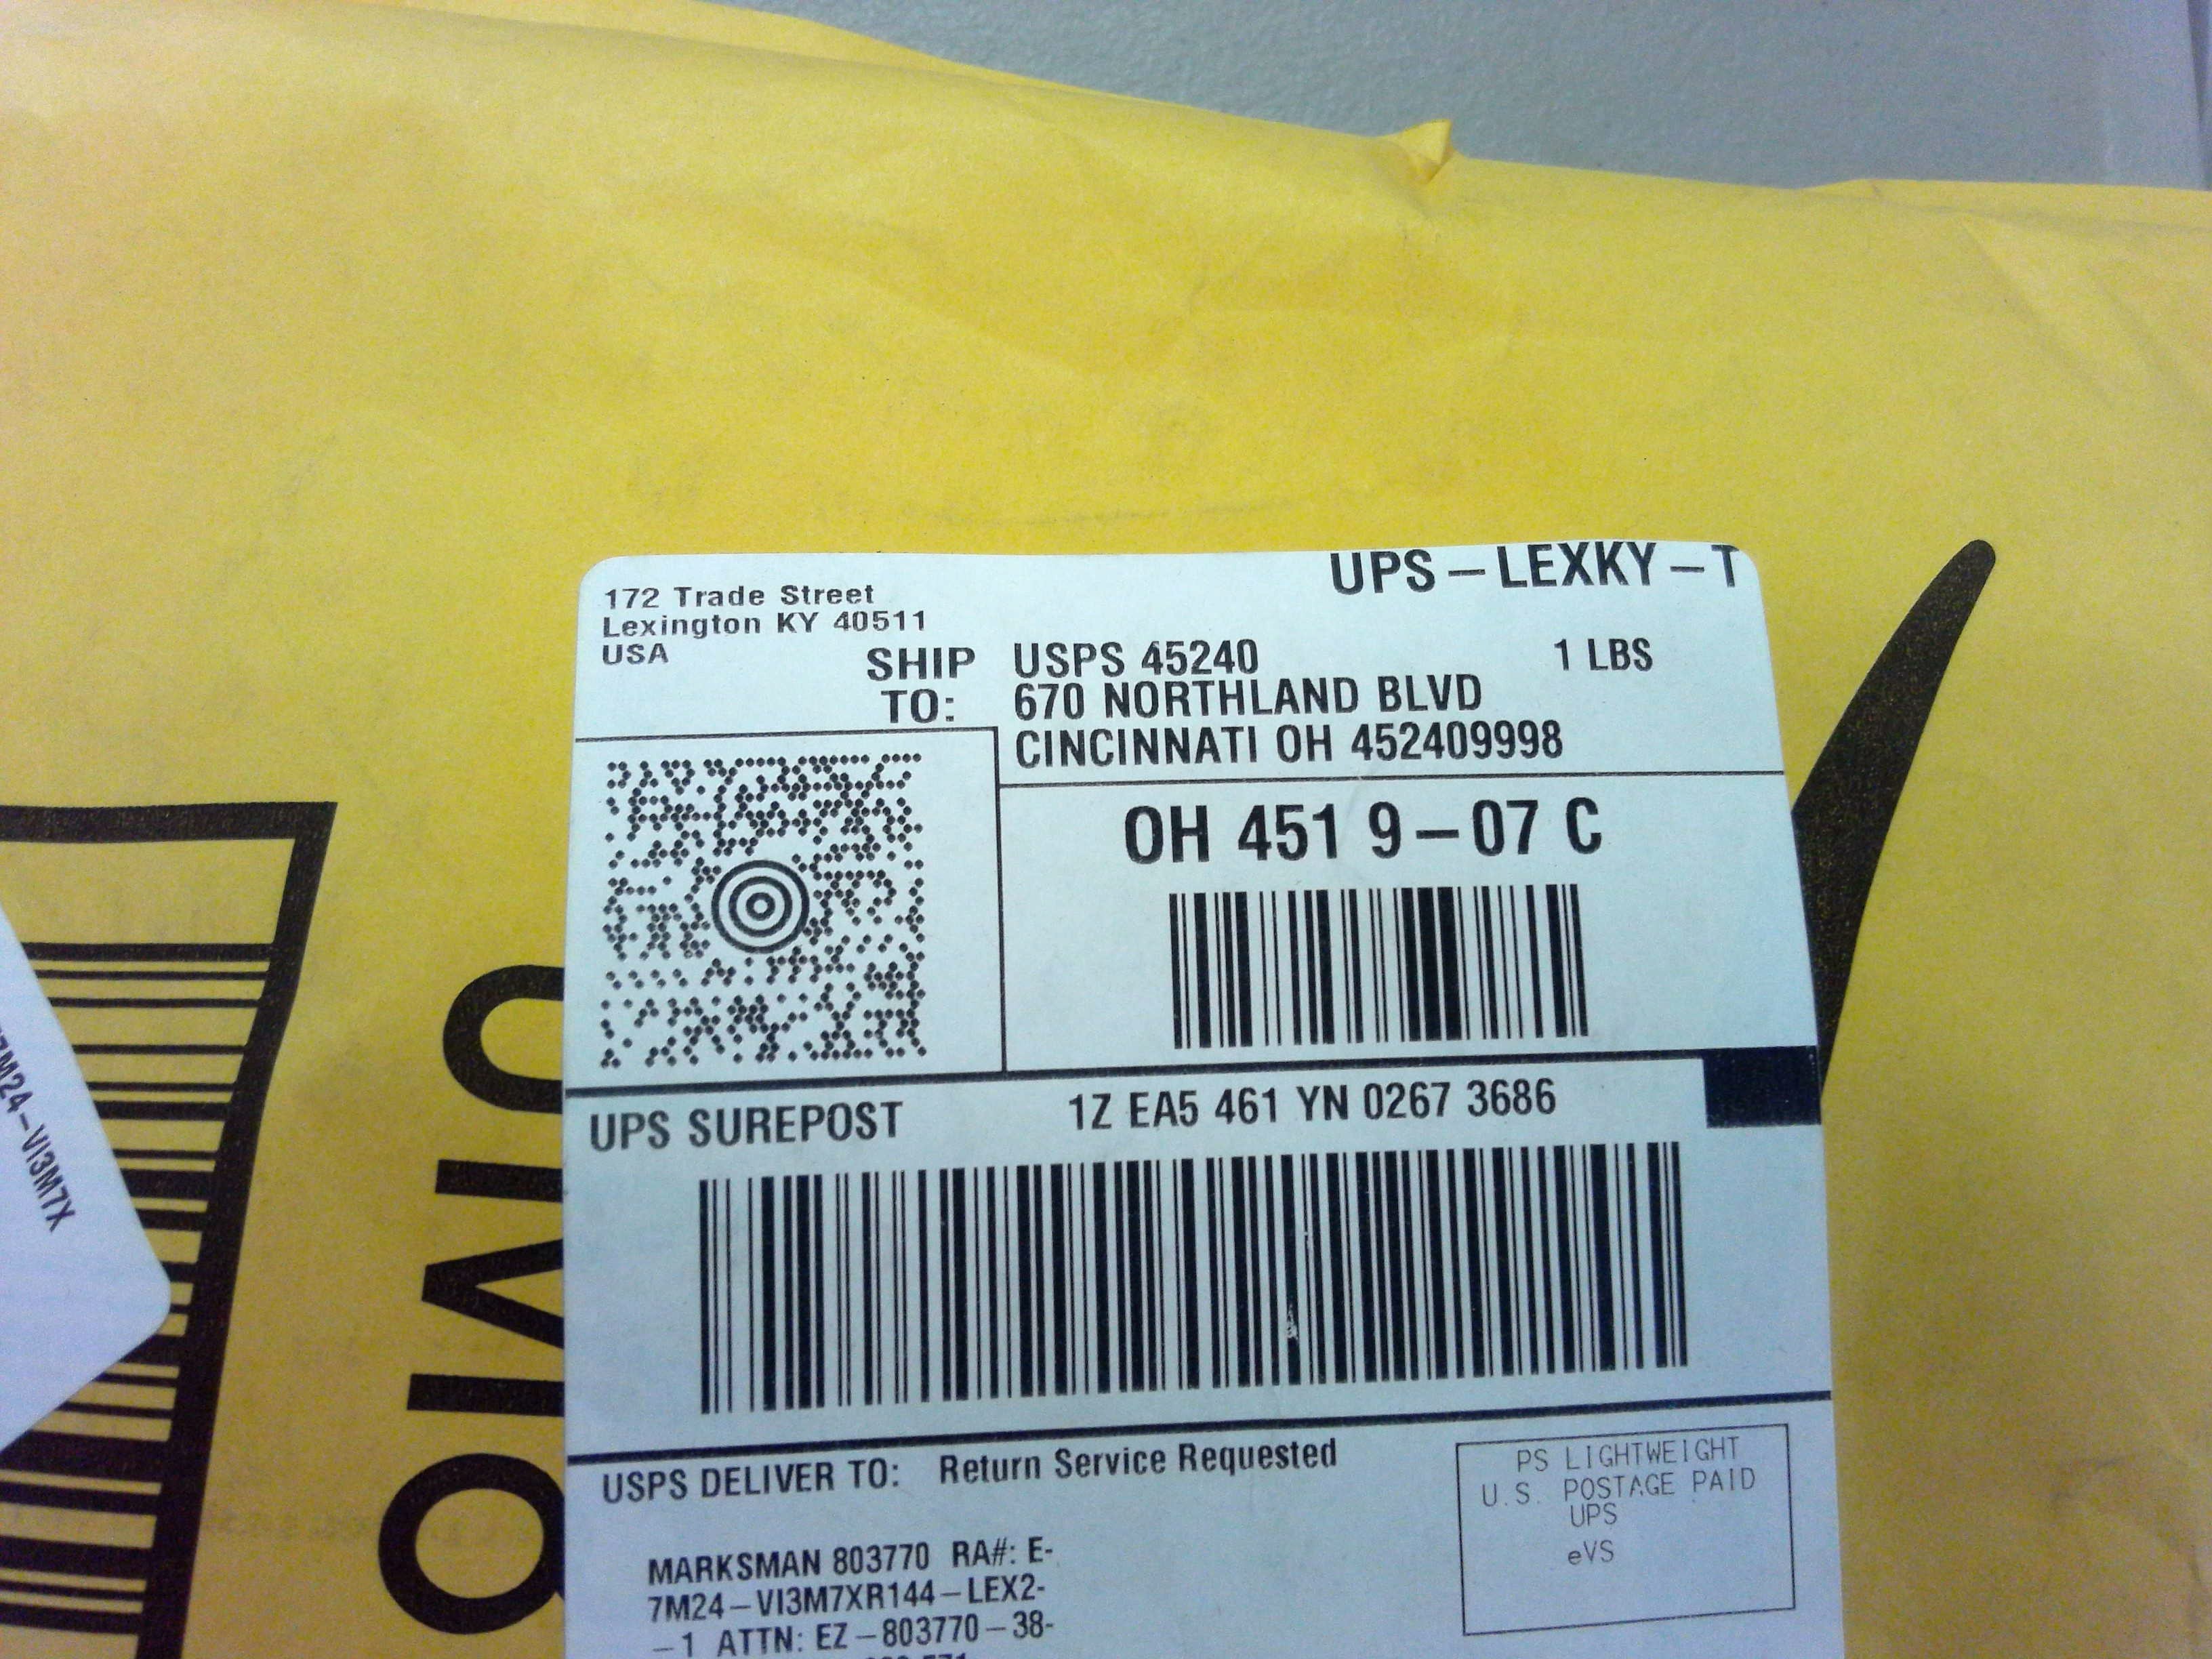 UPS – LEXKY – T
172 Trade Street
Lexington KY 40511
USA
SHIP TO:
USPS 45240
1 LBS
670 NORTHLAND BLVD
CINCINNATI OH 452409998
OH 451 9 – 07 C
UPS SUREPOST
1Z EA5 461 YN 0267 3686
USPS DELIVER TO:
Return Service Requested
PS LIGHTWEIGHT
U.S. POSTAGE PAID
UPS
eVS
MARKSMAN 803770 RA#: E-
7M24 – VI3M7XR144 – LEX2-
– 1 ATTN: EZ – 803770 – 38-
7M24 – VI3M7X